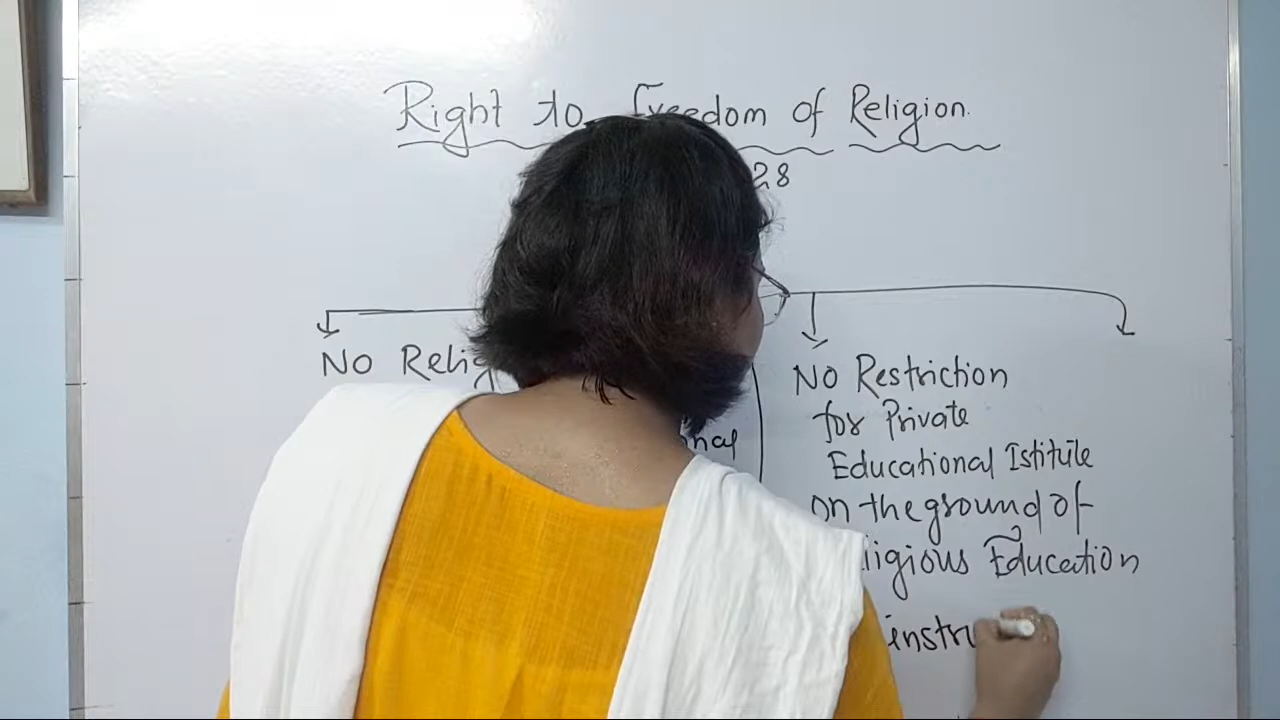 Right to Freedom of Religion.
28
No Relig
nal
No Restriction
for Private
Educational Istitute
on the ground of
ligious Education
instru